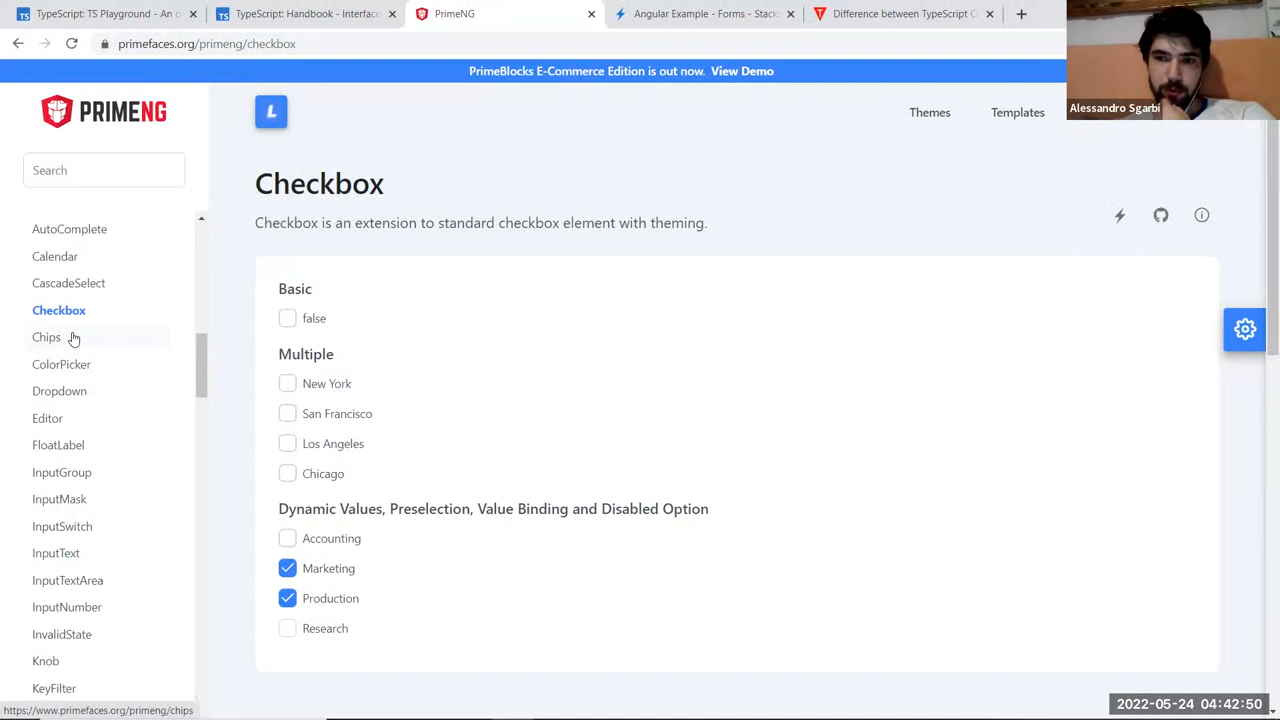 TypeScript: TS Playground - An o
TypeScript: Handbook - Interface
PrimeNG
Angular Example - Forms - Stack
Difference between TypeScript C
primefaces.org/primeng/checkbox
PrimeBlocks E-Commerce Edition is out now. View Demo
PRIMENG
L
Themes
Templates
Alessandro Sgarbi
Search
Checkbox
Checkbox is an extension to standard checkbox element with theming.
AutoComplete
Calendar
CascadeSelect
Checkbox
Chips
ColorPicker
Dropdown
Editor
FloatLabel
InputGroup
InputMask
InputSwitch
InputText
InputTextArea
InputNumber
InvalidState
Knob
KeyFilter
Basic
false
Multiple
New York
San Francisco
Los Angeles
Chicago
Dynamic Values, Preselection, Value Binding and Disabled Option
Accounting
Marketing
Production
Research
https://www.primefaces.org/primeng/chips
2022-05-24 04:42:50